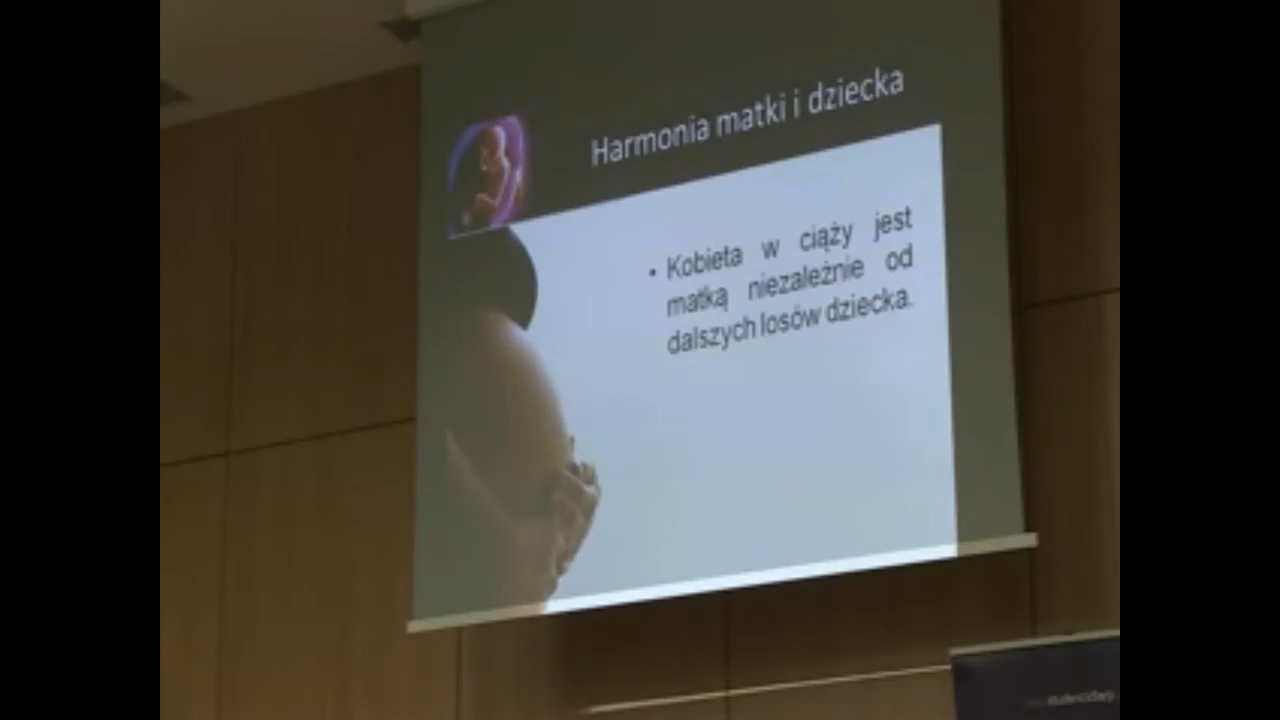 Harmonia matki i dziecka
• Kobieta w ciąży jest
matką niezależnie od
dalszych losów dziecka.